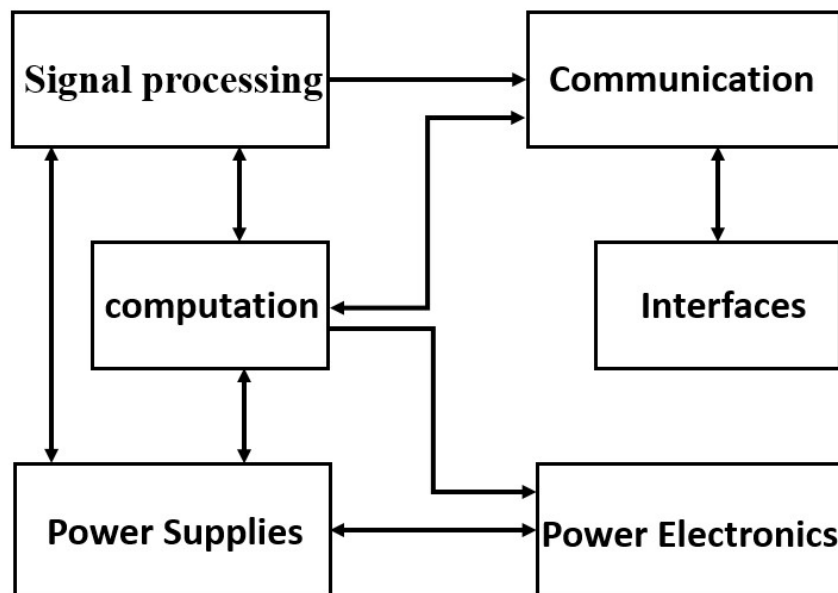 Signal processing
Communication
computation
Interfaces
Power Supplies
Power Electronics